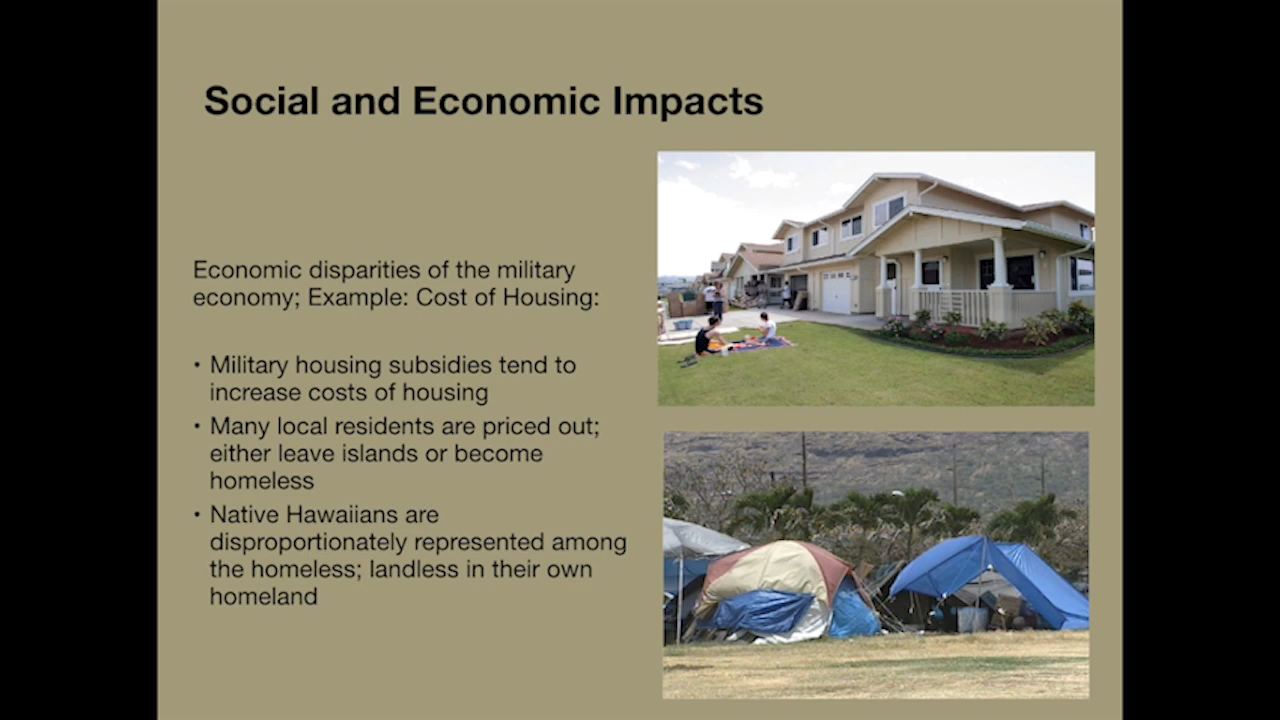 Social and Economic Impacts
Economic disparities of the military
economy; Example: Cost of Housing:
• Military housing subsidies tend to
increase costs of housing
• Many local residents are priced out;
either leave islands or become
homeless
• Native Hawaiians are
disproportionately represented among
the homeless; landless in their own
homeland